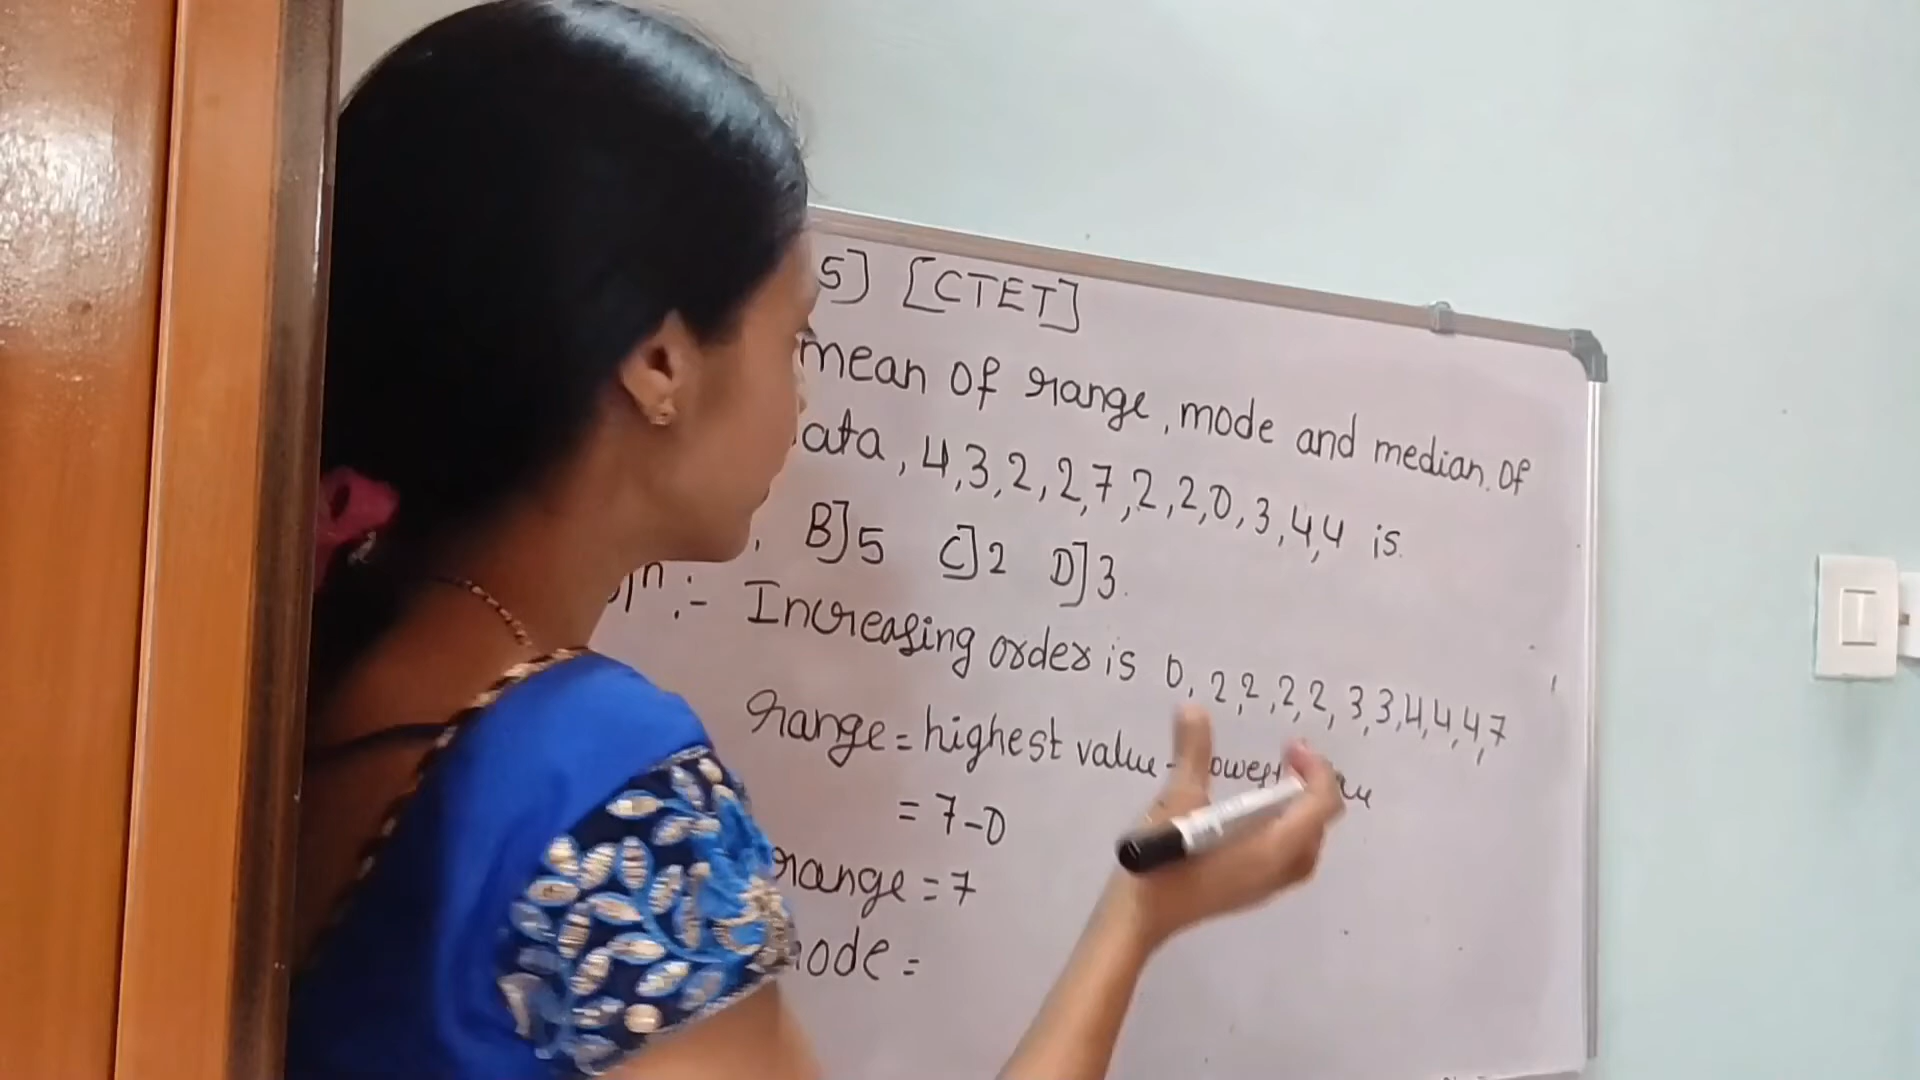 5] [CTET]
mean of range, mode and median. of
data, 4,3,2,2,7,2,2,0,3,4,4 is.
B]5 C]2 D]3.
:- Increasing order is 0, 2,2,2,2,3,3,4,4,4,7
range = highest value -
= 7-0
range = 7
mode =